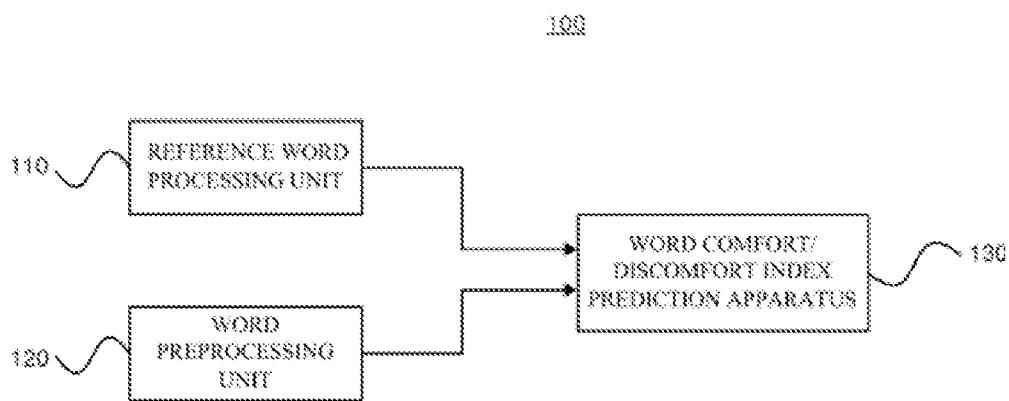 100
110
REFERENCE WORD
PROCESSING UNIT
WORD COMFORT/
DISCOMFORT INDEX
PREDICTION APPARATUS
130
120
WORD
PREPROCESSING
UNIT